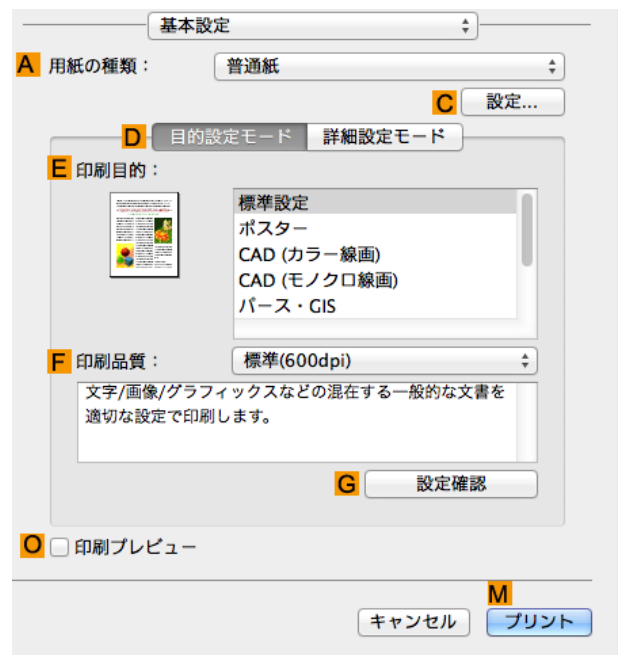 基本設定
A 用紙の種類： 普通紙
C 設定...
D 目的設定モード 詳細設定モード
E 印刷目的：
標準設定
ポスター
CAD (カラー線画)
CAD (モノクロ線画)
パース・GIS
F 印刷品質： 標準(600dpi)
文字/画像/グラフィックスなどの混在する一般的な文書を
適切な設定で印刷します。
G 設定確認
O 印刷プレビュー
M
キャンセル プリント